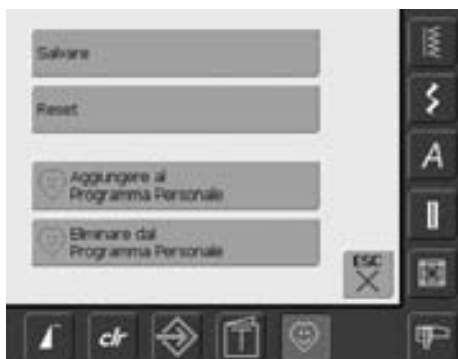 Salvare
Reset
Aggiungere al
Programma Personale
Eliminare dal
Programma Personale
ESC
A
clr